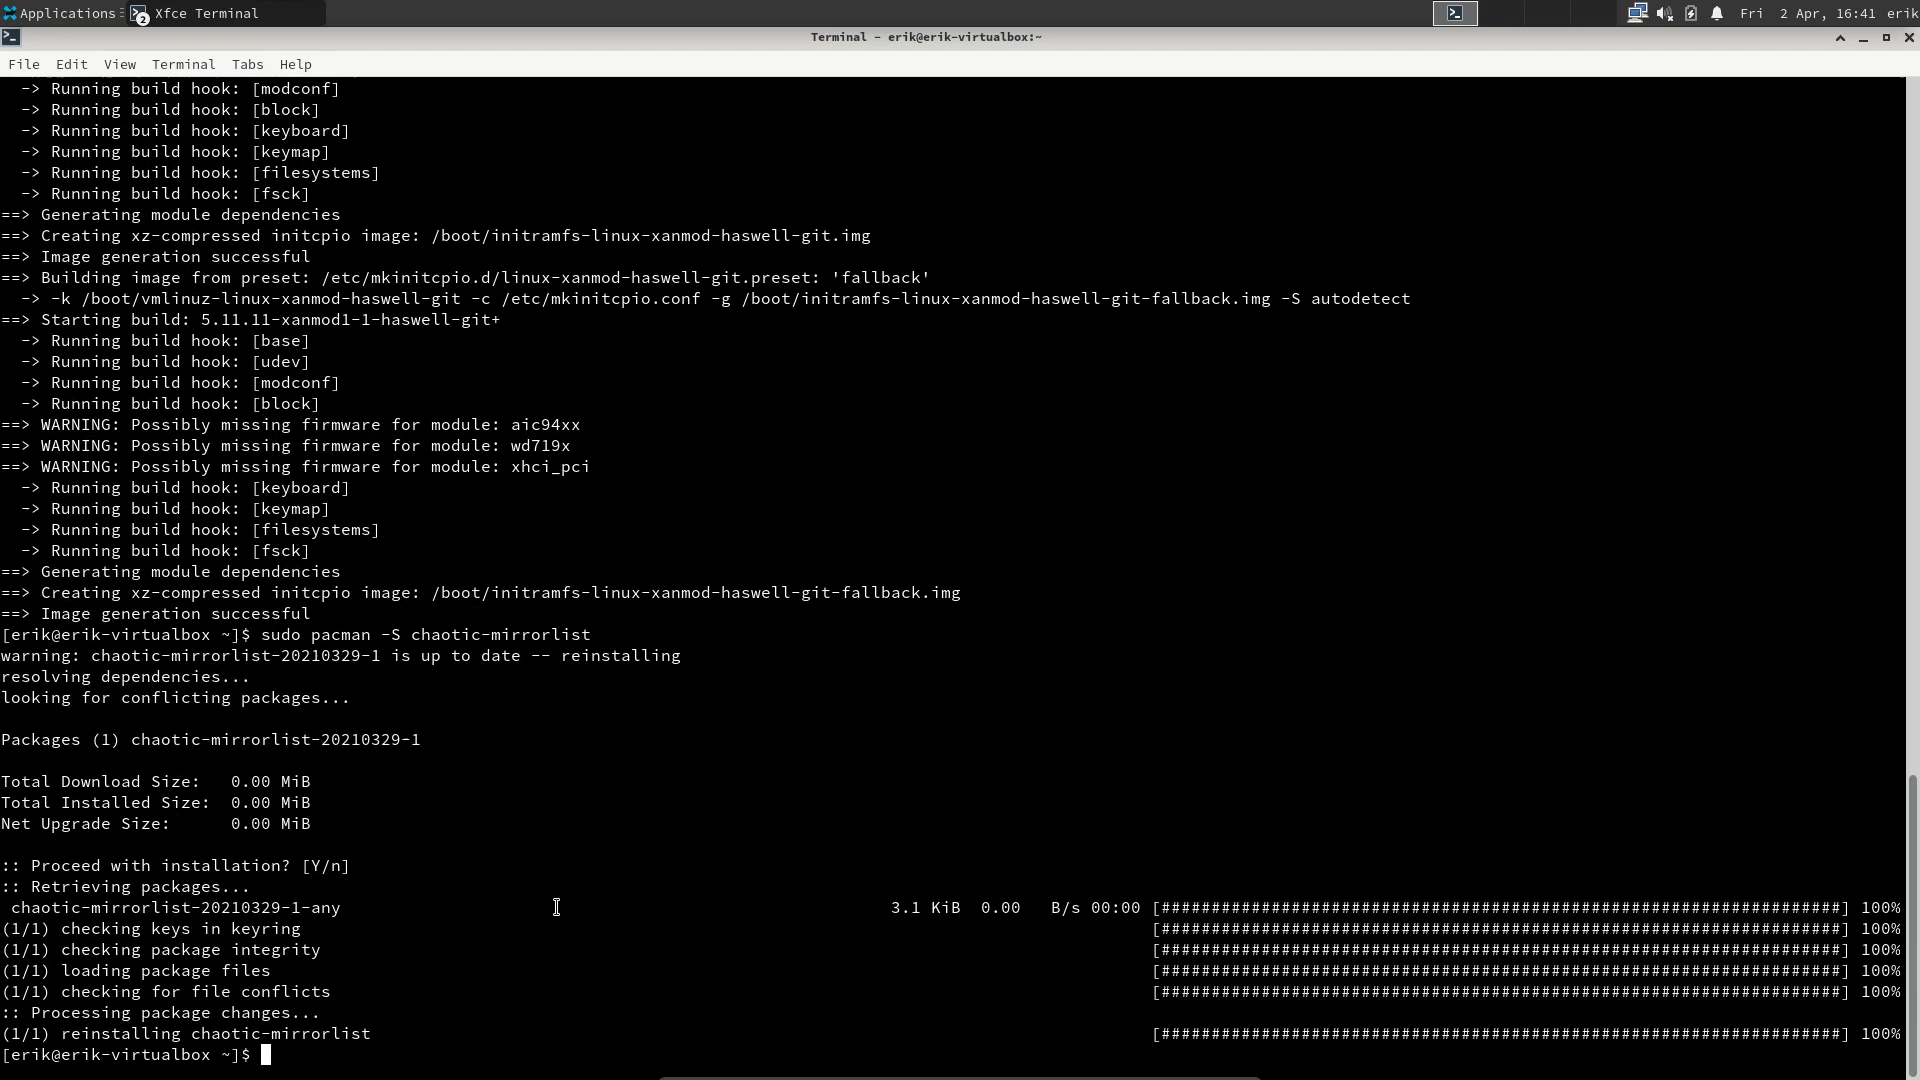 Applications Xfce Terminal Fri 2 Apr, 16:41 erik
2
Terminal - erik@erik-virtualbox:~
File Edit View Terminal Tabs Help
-> Running build hook: [modconf]
-> Running build hook: [block]
-> Running build hook: [keyboard]
-> Running build hook: [keymap]
-> Running build hook: [filesystems]
-> Running build hook: [fsck]
==> Generating module dependencies
==> Creating xz-compressed initcpio image: /boot/initramfs-linux-xanmod-haswell-git.img
==> Image generation successful
==> Building image from preset: /etc/mkinitcpio.d/linux-xanmod-haswell-git.preset: 'fallback'
-> -k /boot/vmlinuz-linux-xanmod-haswell-git -c /etc/mkinitcpio.conf -g /boot/initramfs-linux-xanmod-haswell-git-fallback.img -S autodetect
==> Starting build: 5.11.11-xanmod1-1-haswell-git+
-> Running build hook: [base]
-> Running build hook: [udev]
-> Running build hook: [modconf]
-> Running build hook: [block]
==> WARNING: Possibly missing firmware for module: aic94xx
==> WARNING: Possibly missing firmware for module: wd719x
==> WARNING: Possibly missing firmware for module: xhci_pci
-> Running build hook: [keyboard]
-> Running build hook: [keymap]
-> Running build hook: [filesystems]
-> Running build hook: [fsck]
==> Generating module dependencies
==> Creating xz-compressed initcpio image: /boot/initramfs-linux-xanmod-haswell-git-fallback.img
==> Image generation successful
[erik@erik-virtualbox ~]$ sudo pacman -S chaotic-mirrorlist
warning: chaotic-mirrorlist-20210329-1 is up to date -- reinstalling
resolving dependencies...
looking for conflicting packages...
Packages (1) chaotic-mirrorlist-20210329-1
Total Download Size: 0.00 MiB
Total Installed Size: 0.00 MiB
Net Upgrade Size: 0.00 MiB
:: Proceed with installation? [Y/n]
:: Retrieving packages...
chaotic-mirrorlist-20210329-1-any 3.1 KiB 0.00 B/s 00:00 [####################################################################] 100%
(1/1) checking keys in keyring [####################################################################] 100%
(1/1) checking package integrity [####################################################################] 100%
(1/1) loading package files [####################################################################] 100%
(1/1) checking for file conflicts [####################################################################] 100%
:: Processing package changes...
(1/1) reinstalling chaotic-mirrorlist [####################################################################] 100%
[erik@erik-virtualbox ~]$